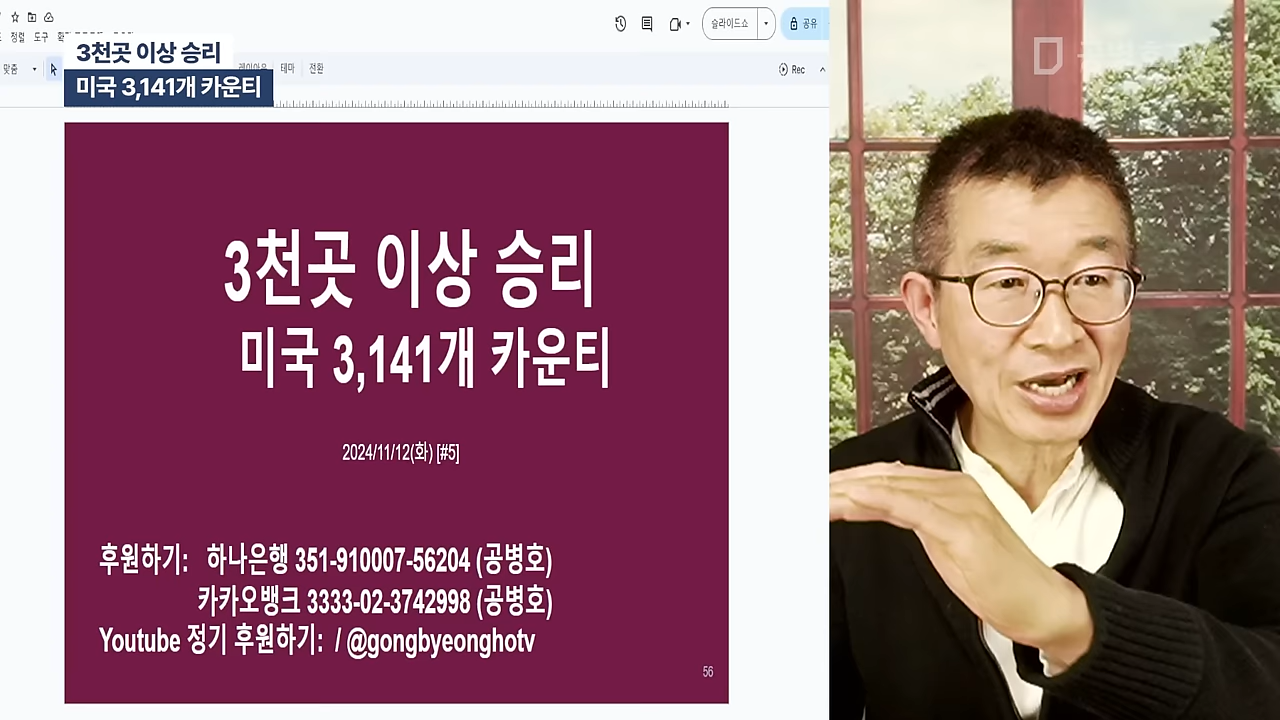 정렬 도구
3천곳 이상 승리
미국 3,141개 카운티
맞춤
테마
전환
슬라이드쇼
공유
Rec
3천곳 이상 승리
미국 3,141개 카운티
2024/11/12(화) [#5]
후원하기: 하나은행 351-910007-56204 (공병호)
카카오뱅크 3333-02-3742998 (공병호)
Youtube 정기 후원하기: / @gongbyeonghotv
56